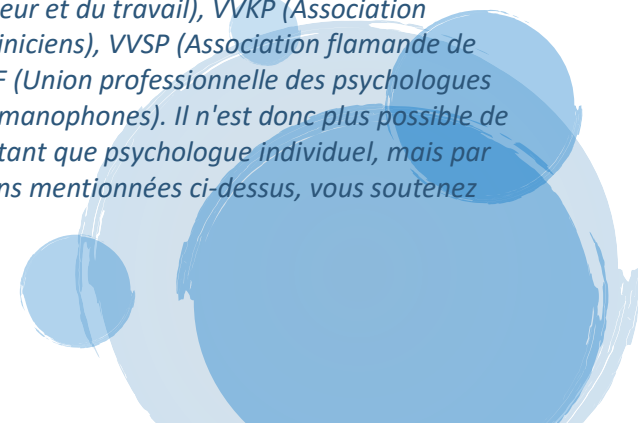 eur et du travail), VVKP (Association
iniciens), VVSP (Association flamande de
F (Union professionnelle des psychologues
manophones). Il n'est donc plus possible de
tant que psychologue individuel, mais par
ns mentionnées ci-dessus, vous soutenez